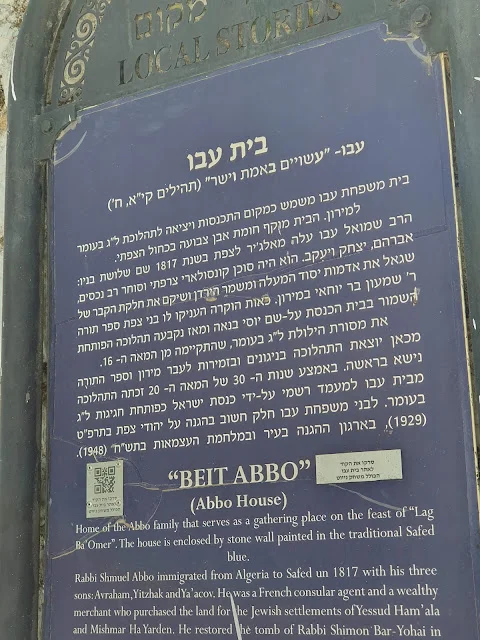 מקום
LOCAL STORIES
בית עבו
עבו- "עשויים באמת וישר" (תהילים קי"א, ח')
בית משפחת עבו משמש כמקום התכנסות ויציאה לתהלוכת ל"ג בעומר
למירון. הבית מוקף חומת אבן צבועה בכחול הצפתי.
הרב שמואל עבו עלה מאלג'יר לצפת בשנת 1817 שם שלושת בניו:
אברהם, יצחק ויעקב. הוא היה סוכן קונסולארי צרפתי וסוחר רב נכסים,
שגאל את אדמות יסוד המעלה ומשמר הירדן ושיקם את חלקת הקבר של
ר' שמעון בר יוחאי במירון. כאות הוקרה העניקו לו בני צפת ספר תורה
השמור בבית הכנסת על-שם יוסי בנאה ומאז נקבעה תהלוכה הפותחת
את מסורת הילולת ל"ג בעומר, שהתקיימה מן המאה ה- 16.
מכאן יוצאת התהלוכה בניגונים ובזמירות לעבר מירון וספר התורה
נישא בראשה. באמצע שנות ה- 30 של המאה ה- 20 זכתה התהלוכה
מבית עבו למעמד רשמי על-ידי כנסת ישראל כפותחת חגיגות ל"ג
בעומר. לבני משפחת עבו חלק חשוב בהגנה על יהודי צפת בתרפ"ט
(1929), בארגון ההגנה בעיר ובמלחמת העצמאות בתש"ח (1948).
סרקו את הקוד
לאתר בית עבו
"BEIT ABBO"
(Abbo House)
Home of the Abbo family that serves as a gathering place on the feast of "Lag
Ba'Omer". The house is enclosed by stone wall painted in the traditional Safed
blue.
Rabbi Shmuel Abbo immigrated from Algeria to Safed un 1817 with his three
sons: Avraham, Yitzhak and Ya'acov. He was a French consular agent and a wealthy
merchant who purchased the land for the Jewish settlements of Yessud Ham'ala
and Mishmar Ha Yarden. He restored the tomb of Rabbi Shimon Bar-Yohai in